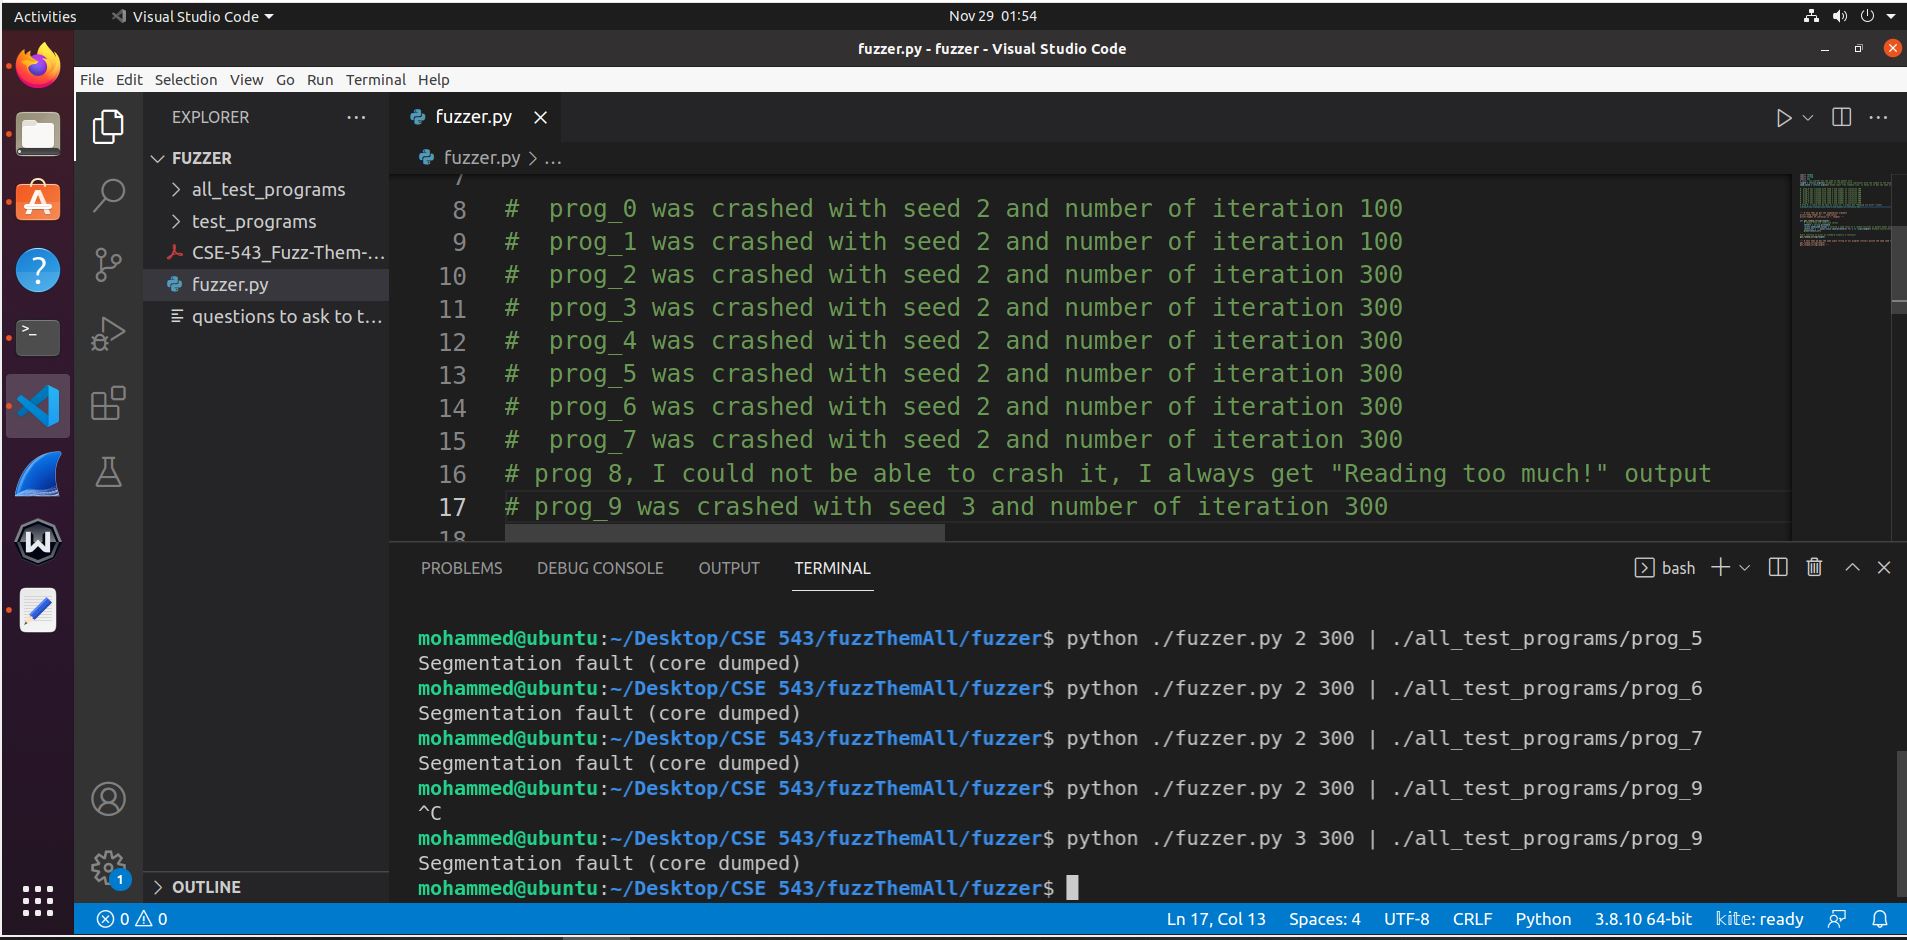 Activities Visual Studio Code Nov 29 01:54
fuzzer.py - fuzzer - Visual Studio Code
File Edit Selection View Go Run Terminal Help
EXPLORER
FUZZER
all_test_programs
test_programs
CSE-543_Fuzz-Them-...
fuzzer.py
questions to ask to t...
OUTLINE
1
fuzzer.py
fuzzer.py > ...
7
8 #  prog_0 was crashed with seed 2 and number of iteration 100
9 #  prog_1 was crashed with seed 2 and number of iteration 100
10 #  prog_2 was crashed with seed 2 and number of iteration 300
11 #  prog_3 was crashed with seed 2 and number of iteration 300
12 #  prog_4 was crashed with seed 2 and number of iteration 300
13 #  prog_5 was crashed with seed 2 and number of iteration 300
14 #  prog_6 was crashed with seed 2 and number of iteration 300
15 #  prog_7 was crashed with seed 2 and number of iteration 300
16 # prog 8, I could not be able to crash it, I always get "Reading too much!" output
17 # prog_9 was crashed with seed 3 and number of iteration 300
18
PROBLEMS DEBUG CONSOLE OUTPUT TERMINAL bash
mohammed@ubuntu:~/Desktop/CSE 543/fuzzThemAll/fuzzer$ python ./fuzzer.py 2 300 | ./all_test_programs/prog_5
Segmentation fault (core dumped)
mohammed@ubuntu:~/Desktop/CSE 543/fuzzThemAll/fuzzer$ python ./fuzzer.py 2 300 | ./all_test_programs/prog_6
Segmentation fault (core dumped)
mohammed@ubuntu:~/Desktop/CSE 543/fuzzThemAll/fuzzer$ python ./fuzzer.py 2 300 | ./all_test_programs/prog_7
Segmentation fault (core dumped)
mohammed@ubuntu:~/Desktop/CSE 543/fuzzThemAll/fuzzer$ python ./fuzzer.py 2 300 | ./all_test_programs/prog_9
^C
mohammed@ubuntu:~/Desktop/CSE 543/fuzzThemAll/fuzzer$ python ./fuzzer.py 3 300 | ./all_test_programs/prog_9
Segmentation fault (core dumped)
mohammed@ubuntu:~/Desktop/CSE 543/fuzzThemAll/fuzzer$
0 0 Ln 17, Col 13 Spaces: 4 UTF-8 CRLF Python 3.8.10 64-bit kite: ready